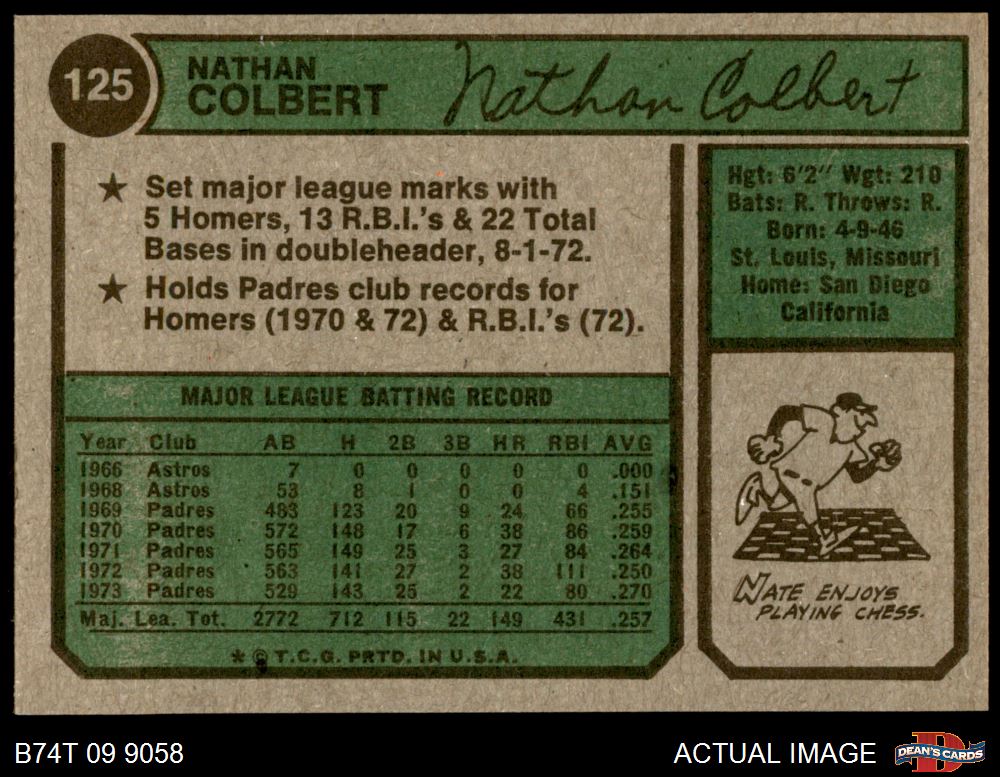 125
NATHAN
COLBERT
Nathan Colbert
★ Set major league marks with
5 Homers, 13 R.B.I.'s & 22 Total
Bases in doubleheader, 8-1-72.
★ Holds Padres club records for
Homers (1970 & 72) & R.B.I.'s (72).
Hgt: 6'2" Wgt: 210
Bats: R. Throws: R.
Born: 4-9-46
St. Louis, Missouri
Home: San Diego
California
MAJOR LEAGUE BATTING RECORD
Year Club AB H 2B 3B HR RBI AVG
1966 Astros 7 0 0 0 0 0 .000
1968 Astros 53 8 1 0 0 4 .151
1969 Padres 483 123 20 9 24 66 .255
1970 Padres 572 148 17 6 38 86 .259
1971 Padres 565 149 25 3 27 84 .264
1972 Padres 563 141 27 2 38 111 .250
1973 Padres 529 143 25 2 22 80 .270
Maj. Lea. Tot. 2772 712 115 22 149 431 .257
* © T.C.G. PRTD. IN U.S.A.
NATE ENJOYS
PLAYING CHESS.
B74T 09 9058
ACTUAL IMAGE
DEAN'S CARDS